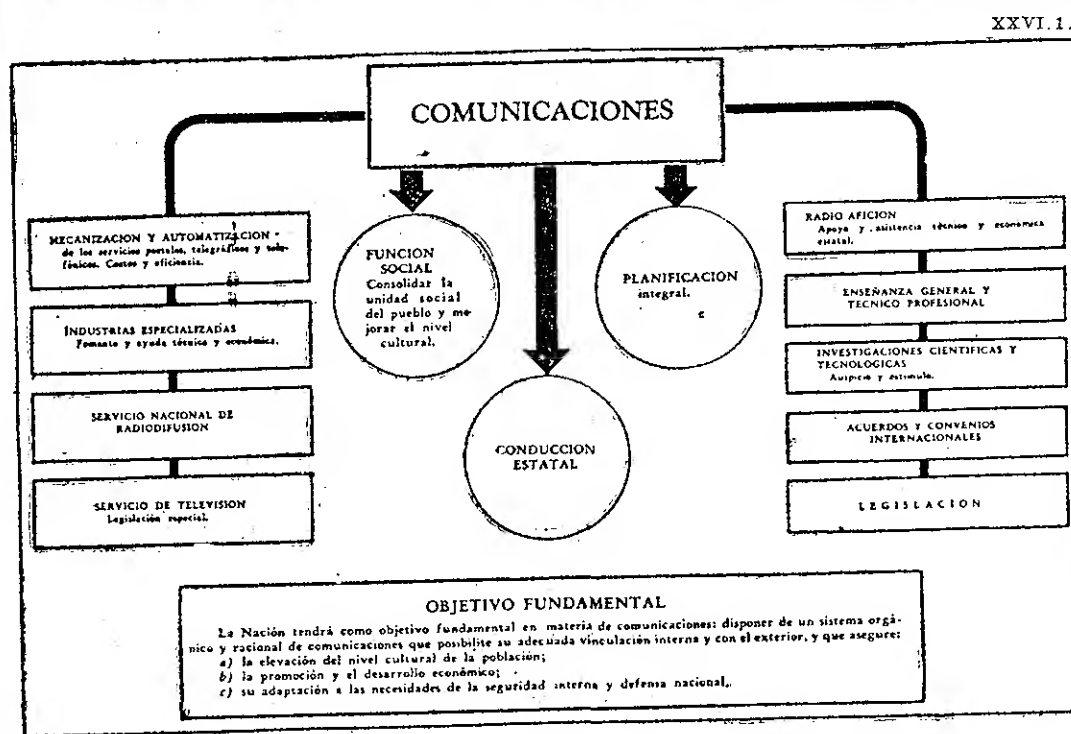 XXVI.1.
COMUNICACIONES
MECANIZACION Y AUTOMATIZACION
de los servicios postales, telegráficos y tele-
fónicos. Costos y eficiencia.
INDUSTRIAS ESPECIALIZADAS
Fomento y ayuda técnica y económica.
SERVICIO NACIONAL DE
RADIODIFUSION
SERVICIO DE TELEVISION
Legislación especial.
FUNCION
SOCIAL
Consolidar la
unidad social
del pueblo y me-
jorar el nivel
cultural.
CONDUCCION
ESTATAL
PLANIFICACION
integral.
RADIO AFICION
Apoyo y asistencia técnico y económica
estatal.
ENSEÑANZA GENERAL Y
TECNICO PROFESIONAL
INVESTIGACIONES CIENTIFICAS Y
TECNOLOGICAS
Auspicio y estímulo.
ACUERDOS Y CONVENIOS
INTERNACIONALES
LEGISLACION
OBJETIVO FUNDAMENTAL
La Nación tendrá como objetivo fundamental en materia de comunicaciones: disponer de un sistema orgá-
nico y racional de comunicaciones que posibilite su adecuada vinculación interna y con el exterior, y que asegure:
a) la elevación del nivel cultural de la población;
b) la promoción y el desarrollo económico;
c) su adaptación a las necesidades de la seguridad interna y defensa nacional.